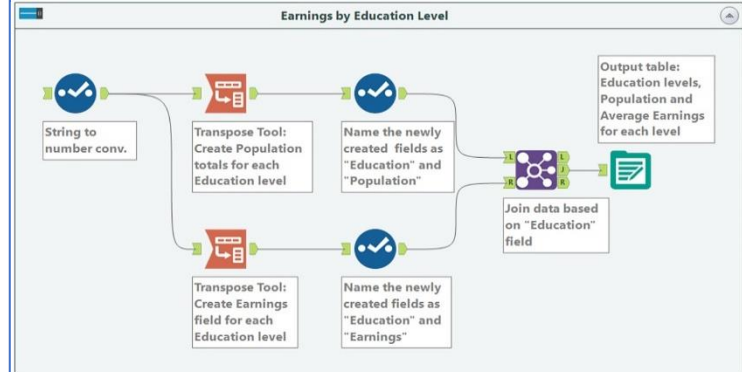 Earnings by Education Level
String to
number conv.
Transpose Tool:
Create Population
totals for each
Education level
Name the newly
created fields as
"Education" and
"Population"
L
R
L
J
R
Join data based
on "Education"
field
Output table:
Education levels,
Population and
Average Earnings
for each level
Transpose Tool:
Create Earnings
field for each
Education level
Name the newly
created fields as
"Education" and
"Earnings"